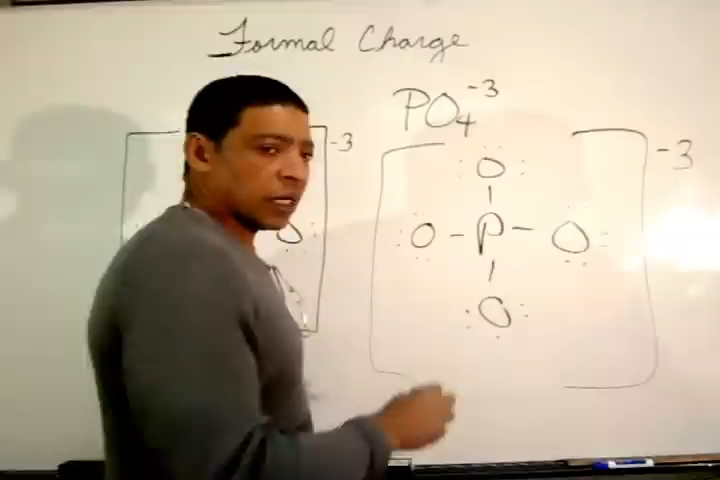 Formal Charge
PO₄⁻³
-3
-3
O
O
O - P - O
O